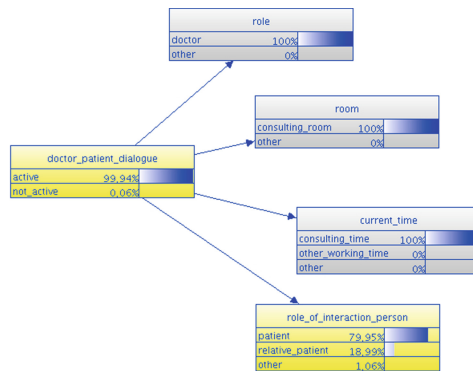 role
doctor 100%
other 0%
room
consulting_room 100%
other 0%
doctor_patient_dialogue
active 99,94%
not_active 0,06%
current_time
consulting_time 100%
other_working_time 0%
other 0%
role_of_interaction_person
patient 79,95%
relative_patient 18,99%
other 1,06%